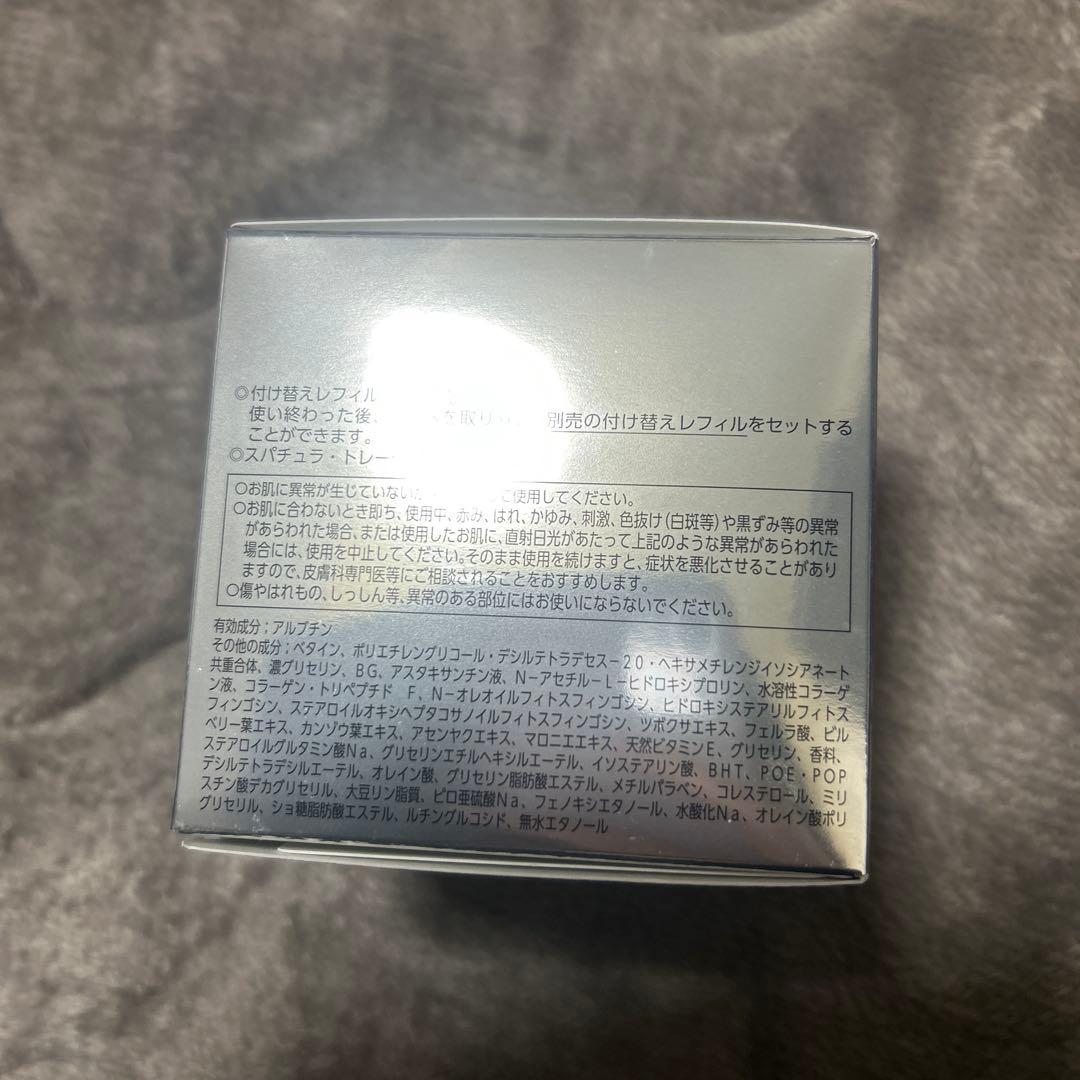 ◎付け替えレフィル
使い終わった後、 を取り 別売の付け替えレフィルをセットする
ことができます。
◎スパチュラ・トレー
○お肌に異常が生じていないか ご使用してください。
○お肌に合わないとき即ち、使用中、赤み、はれ、かゆみ、刺激、色抜け(白斑等)や黒ずみ等の異常
があらわれた場合、または使用したお肌に、直射日光があたって上記のような異常があらわれた
場合には、使用を中止してください。そのまま使用を続けますと、症状を悪化させることがあり
ますので、皮膚科専門医等にご相談されることをおすすめします。
○傷やはれもの、しっしん等、異常のある部位にはお使いにならないでください。
有効成分;アルブチン
その他の成分;ベタイン、ポリエチレングリコール・デシルテトラデセス-20・ヘキサメチレンジイソシアネート
共重合体、濃グリセリン、BG、アスタキサンチン液、N-アセチル-L-ヒドロキシプロリン、水溶性コラーゲ
ン液、コラーゲン・トリペプチド F、N-オレオイルフィトスフィンゴシン、ヒドロキシステアリルフィトス
フィンゴシン、ステアロイルオキシヘプタコサノイルフィトスフィンゴシン、ツボクサエキス、フェルラ酸、ビル
ベリー葉エキス、カンゾウ葉エキス、アセンヤクエキス、マロニエエキス、天然ビタミンE、グリセリン、香料、
ステアロイルグルタミン酸Na、グリセリンエチルヘキシルエーテル、イソステアリン酸、BHT、POE・POP
デシルテトラデシルエーテル、オレイン酸、グリセリン脂肪酸エステル、メチルパラベン、コレステロール、ミリ
スチン酸デカグリセリル、大豆リン脂質、ピロ亜硫酸Na、フェノキシエタノール、水酸化Na、オレイン酸ポリ
グリセリル、ショ糖脂肪酸エステル、ルチングルコシド、無水エタノール